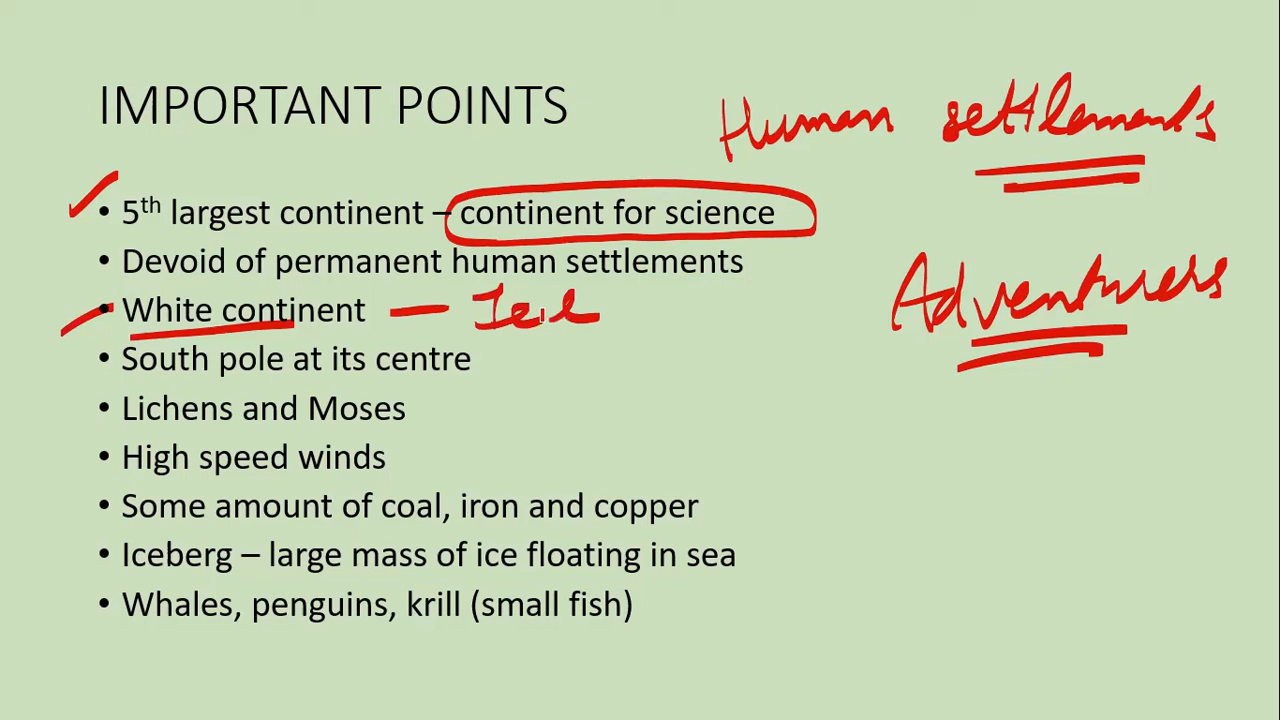 IMPORTANT POINTS
Human settlements
• 5th largest continent – continent for science
• Devoid of permanent human settlements
Adventurers
• White continent — Ice
• South pole at its centre
• Lichens and Moses
• High speed winds
• Some amount of coal, iron and copper
• Iceberg – large mass of ice floating in sea
• Whales, penguins, krill (small fish)